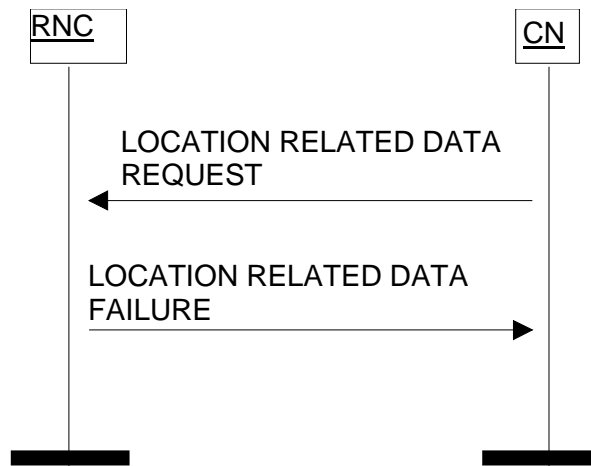 RNC
CN
LOCATION RELATED DATA
REQUEST
LOCATION RELATED DATA
FAILURE